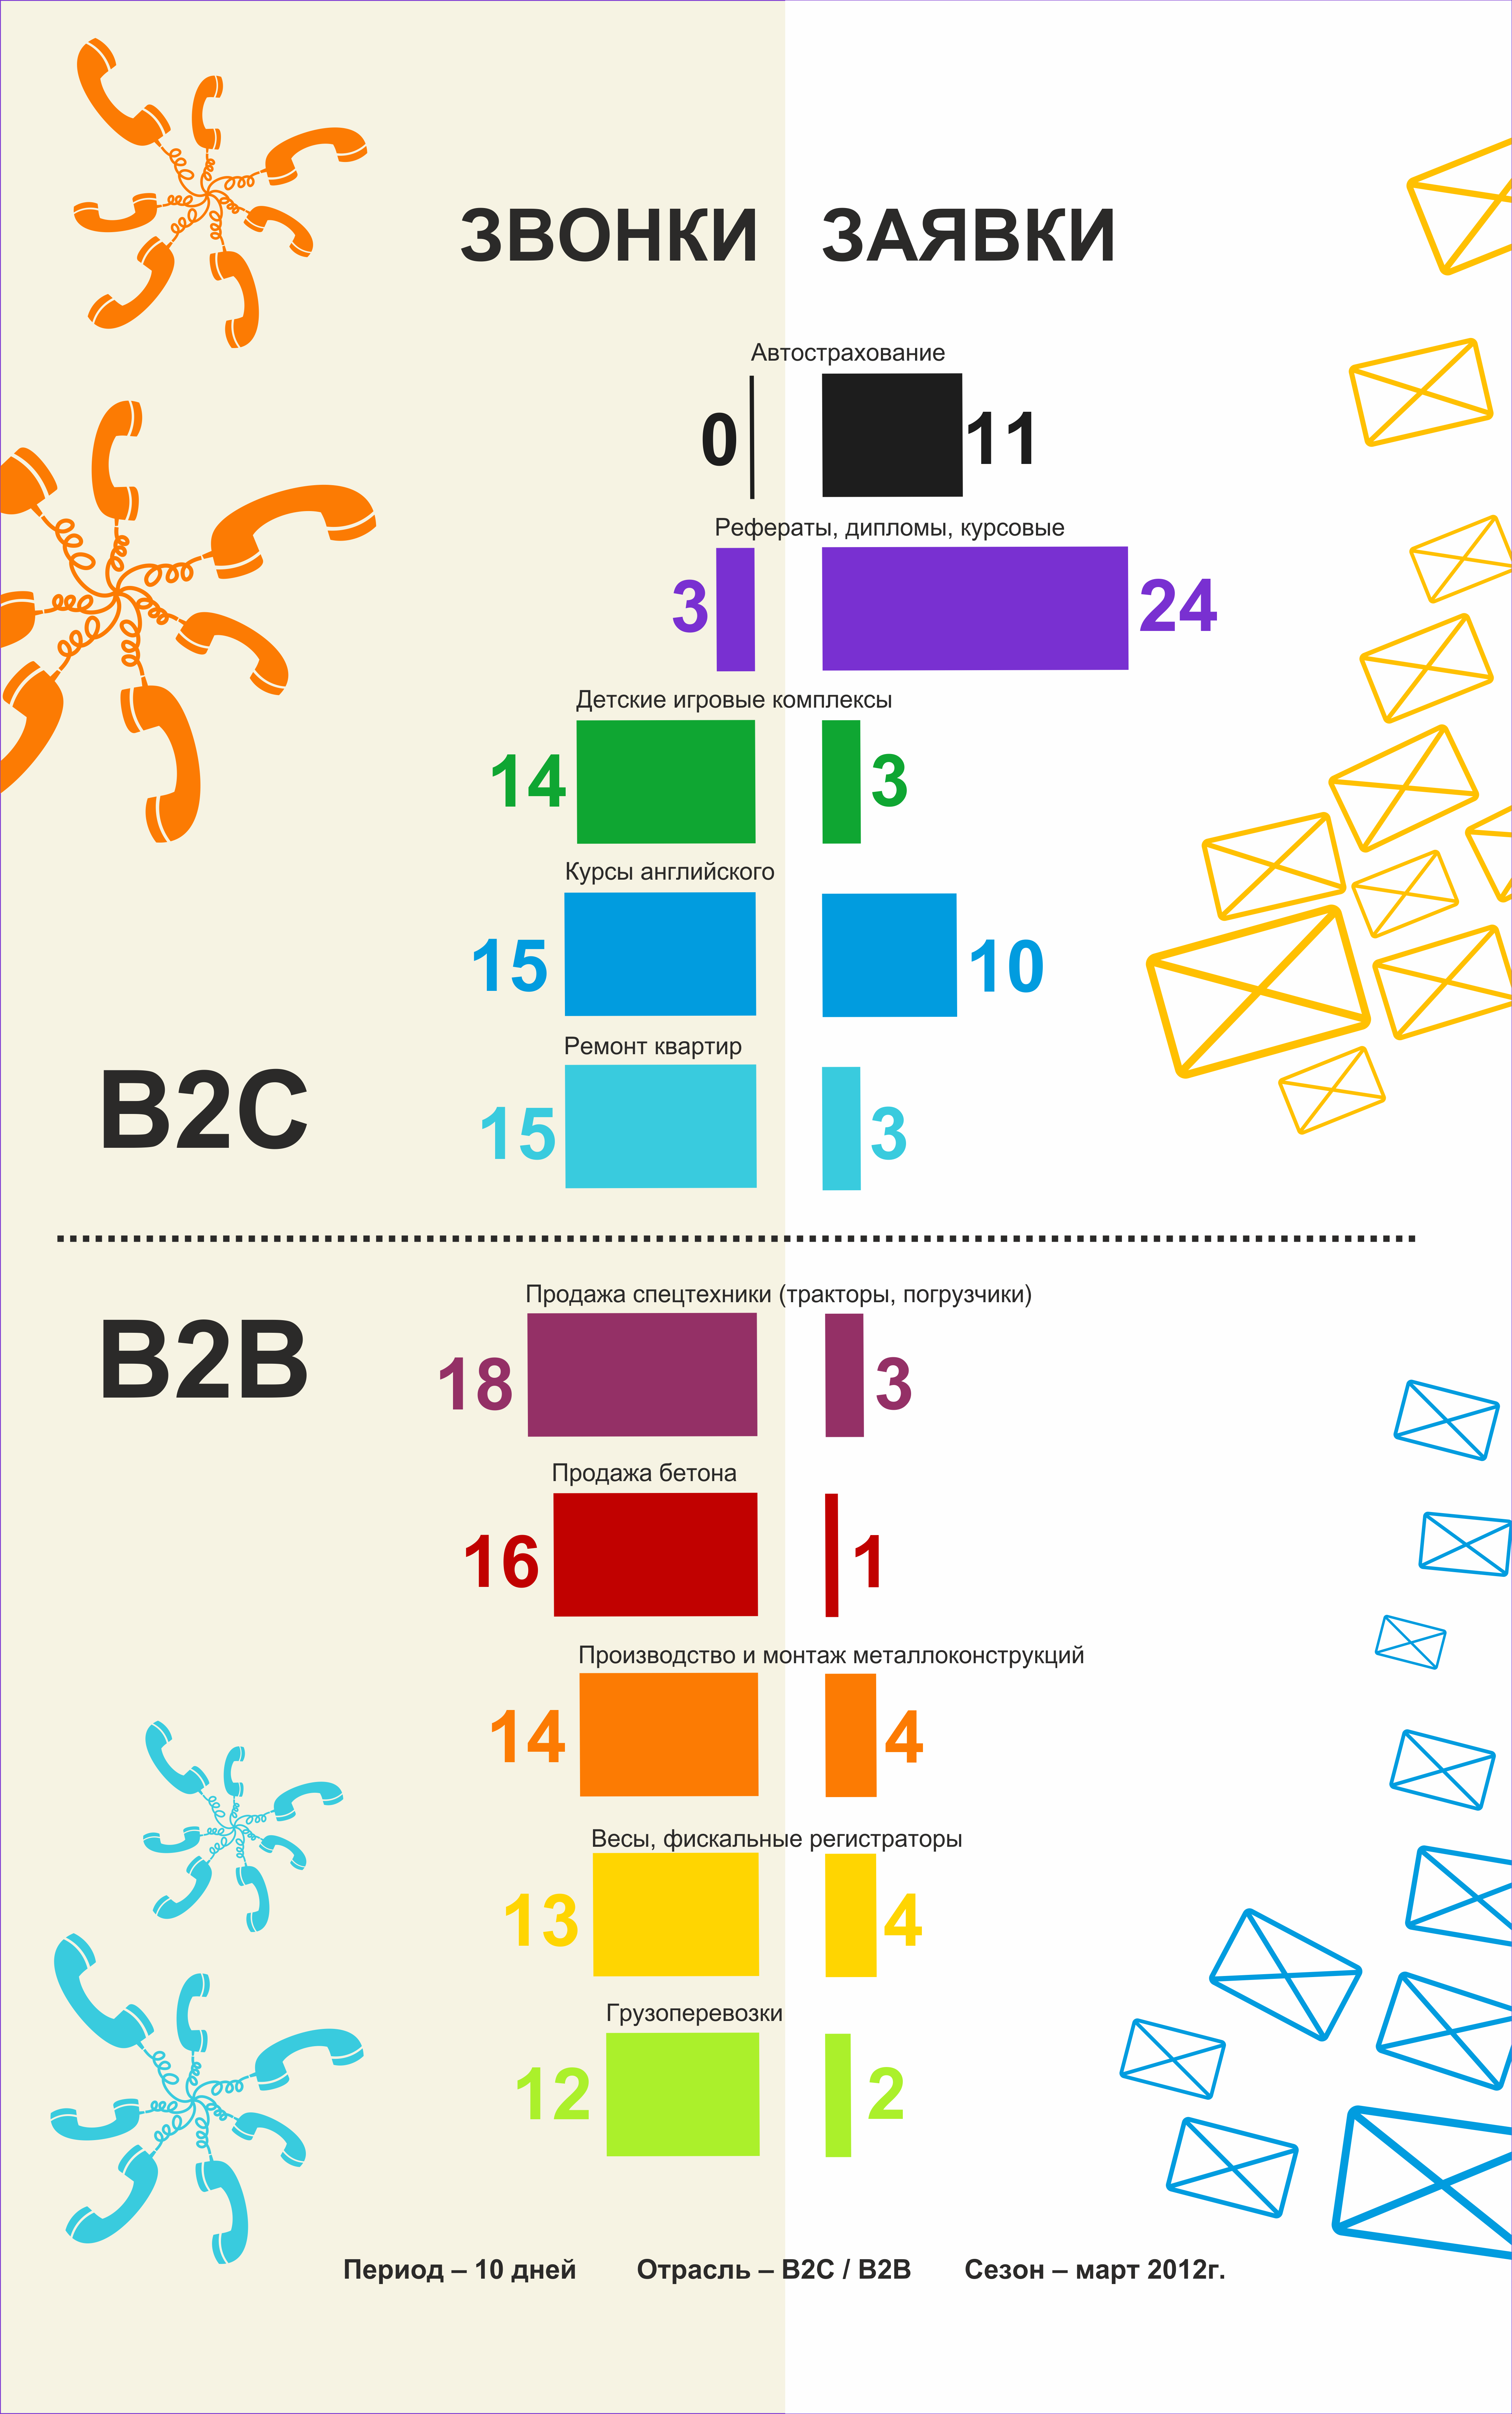 ЗВОНКИ ЗАЯВКИ
Автострахование
0 11
Рефераты, дипломы, курсовые
3 24
Детские игровые комплексы
14 3
Курсы английского
15 10
Ремонт квартир
B2C
15 3
Продажа спецтехники (тракторы, погрузчики)
B2B
18 3
Продажа бетона
16 1
Производство и монтаж металлоконструкций
14 4
Весы, фискальные регистраторы
13 4
Грузоперевозки
12 2
Период – 10 дней Отрасль – B2C / B2B Сезон – март 2012г.